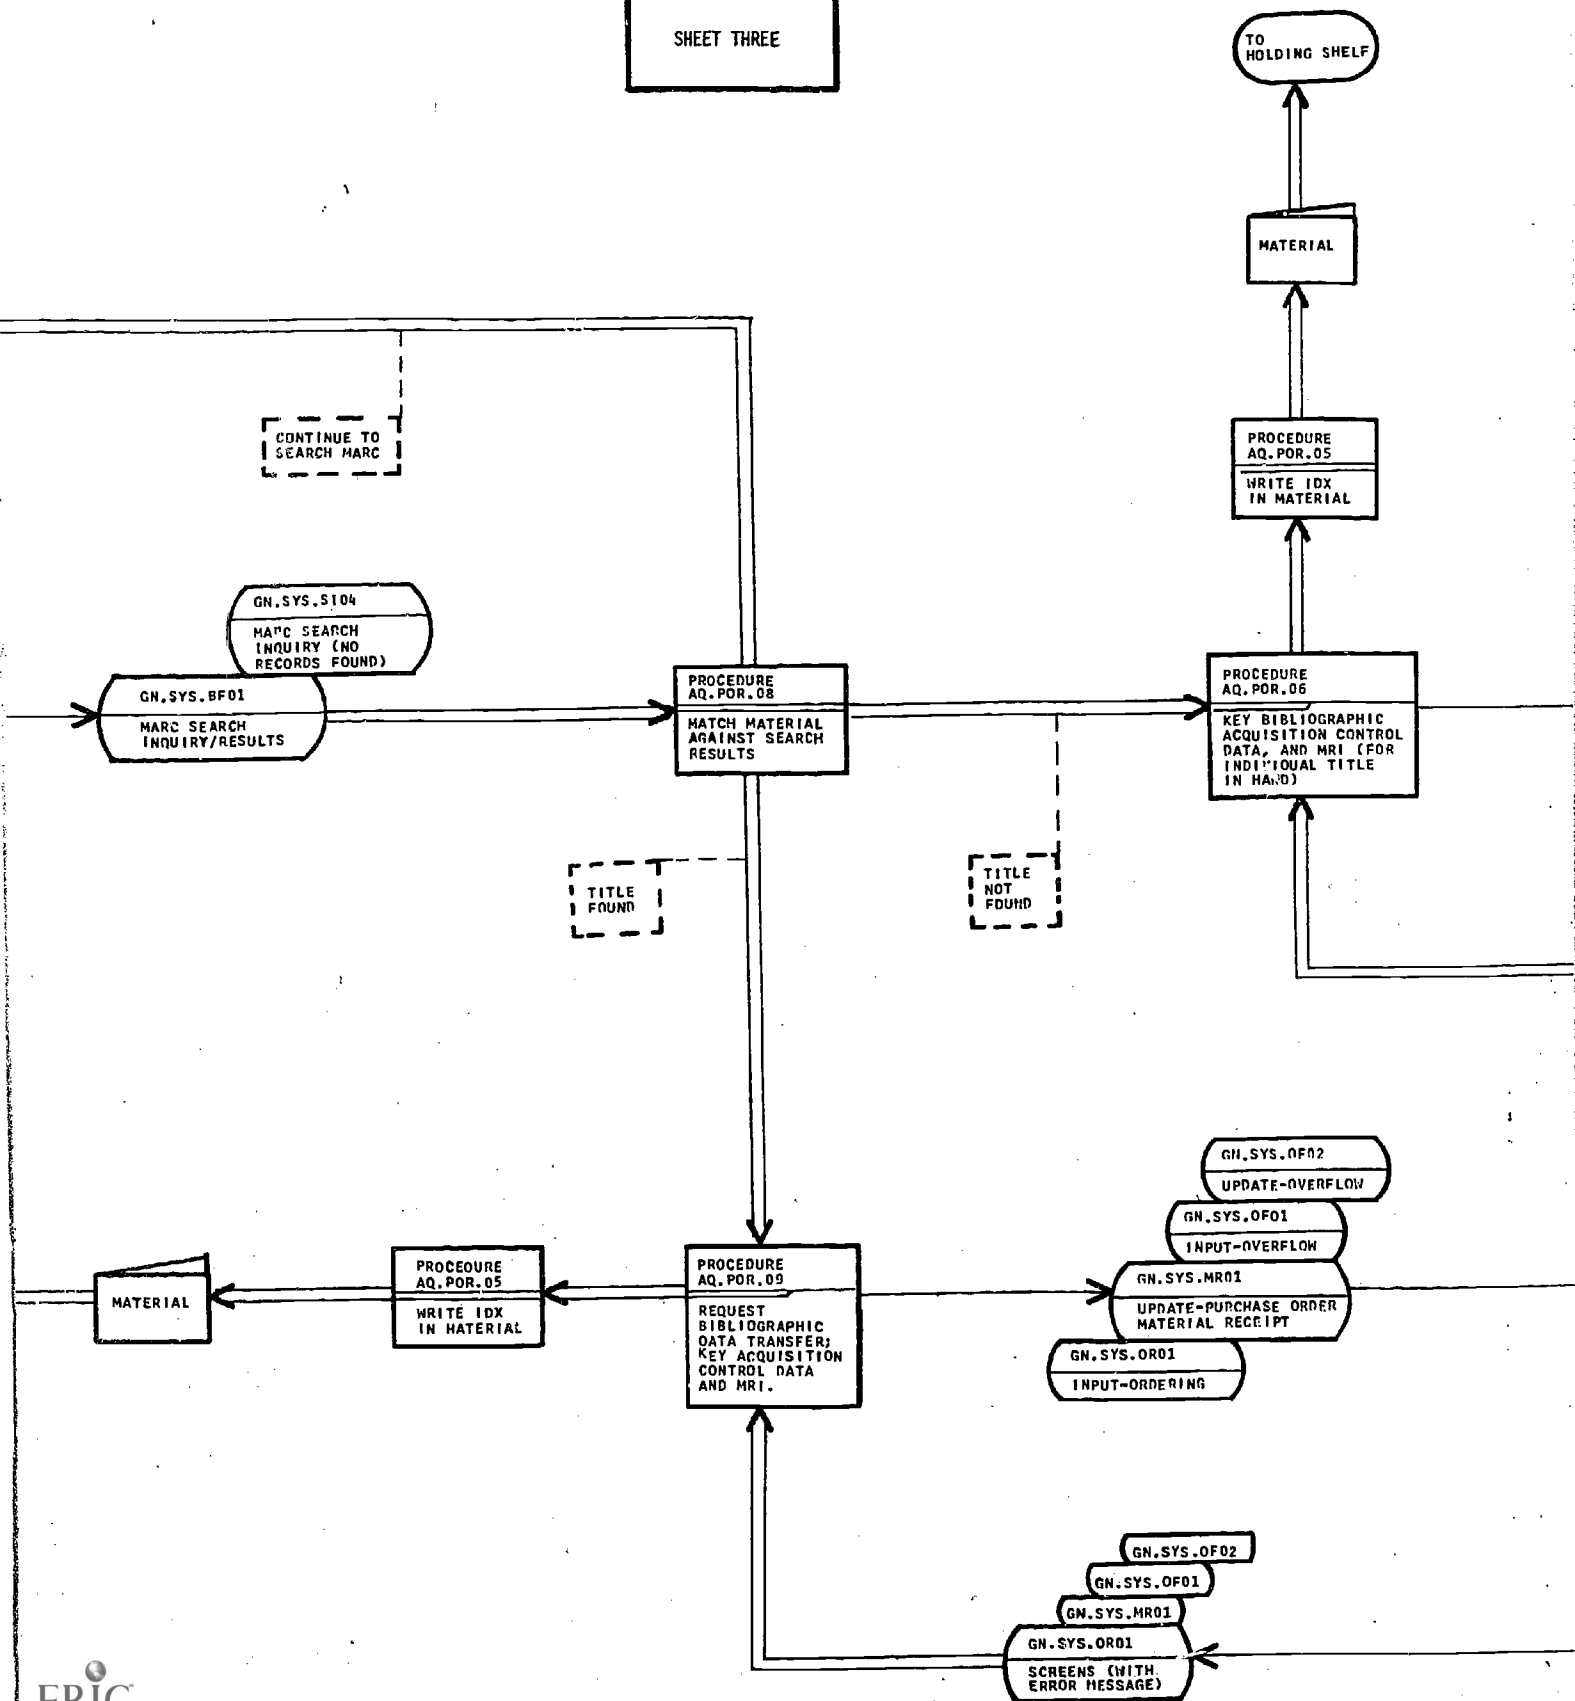 SHEET THREE
TO
HOLDING SHELF
MATERIAL
CONTINUE TO
SEARCH MARC
PROCEDURE
AQ.POR.05
WRITE IDX
IN MATERIAL
GN.SYS.SI04
MARC SEARCH
INQUIRY (NO
RECORDS FOUND)
GN.SYS.BF01
MARC SEARCH
INQUIRY/RESULTS
PROCEDURE
AQ.POR.08
MATCH MATERIAL
AGAINST SEARCH
RESULTS
PROCEDURE
AQ.POR.06
KEY BIBLIOGRAPHIC
ACQUISITION CONTROL
DATA, AND MRI (FOR
INDIVIDUAL TITLE
IN HAND)
TITLE
FOUND
TITLE
NOT
FOUND
GN.SYS.OF02
UPDATE-OVERFLOW
GN.SYS.OF01
INPUT-OVERFLOW
GN.SYS.MR01
UPDATE-PURCHASE ORDER
MATERIAL RECEIPT
GN.SYS.OR01
INPUT-ORDERING
MATERIAL
PROCEDURE
AQ.POR.05
WRITE IDX
IN MATERIAL
PROCEDURE
AQ.POR.09
REQUEST
BIBLIOGRAPHIC
DATA TRANSFER;
KEY ACQUISITION
CONTROL DATA
AND MRI.
GN.SYS.OF02
GN.SYS.OF01
GN.SYS.MR01
GN.SYS.OR01
SCREENS (WITH
ERROR MESSAGE)
ERIC